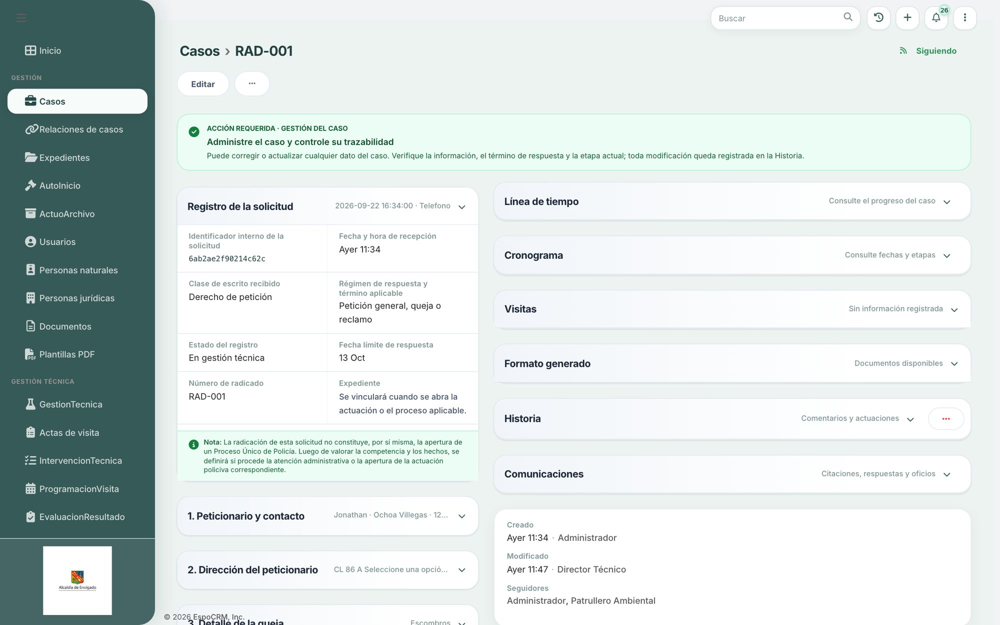 Buscar
26
Inicio
GESTIÓN
Casos
Relaciones de casos
Expedientes
AutoInicio
ActuoArchivo
Usuarios
Personas naturales
Personas jurídicas
Documentos
Plantillas PDF
GESTIÓN TÉCNICA
GestionTecnica
Actas de visita
IntervencionTecnica
ProgramacionVisita
EvaluacionResultado
Alcaldía de Envigado
Casos › RAD-001
Siguiendo
Editar
ACCIÓN REQUERIDA · GESTIÓN DEL CASO
Administre el caso y controle su trazabilidad
Puede corregir o actualizar cualquier dato del caso. Verifique la información, el término de respuesta y la etapa actual; toda modificación queda registrada en la Historia.
Registro de la solicitud
2026-09-22 16:34:00 · Telefono
Identificador interno de la
solicitud
6ab2ae2f90214c62c
Fecha y hora de recepción
Ayer 11:34
Clase de escrito recibido
Derecho de petición
Régimen de respuesta y
término aplicable
Petición general, queja o
reclamo
Estado del registro
En gestión técnica
Fecha límite de respuesta
13 Oct
Número de radicado
RAD-001
Expediente
Se vinculará cuando se abra la
actuación o el proceso aplicable.
Nota: La radicación de esta solicitud no constituye, por sí misma, la apertura de
un Proceso Único de Policía. Luego de valorar la competencia y los hechos, se
definirá si procede la atención administrativa o la apertura de la actuación
policiva correspondiente.
1. Peticionario y contacto
Jonathan · Ochoa Villegas · 12...
2. Dirección del peticionario
CL 86 A Seleccione una opció...
3. Detalle de la queja
Escombros
© 2026 EspoCRM, Inc.
Línea de tiempo
Consulte el progreso del caso
Cronograma
Consulte fechas y etapas
Visitas
Sin información registrada
Formato generado
Documentos disponibles
Historia
Comentarios y actuaciones
Comunicaciones
Citaciones, respuestas y oficios
Creado
Ayer 11:34 · Administrador
Modificado
Ayer 11:47 · Director Técnico
Seguidores
Administrador, Patrullero Ambiental